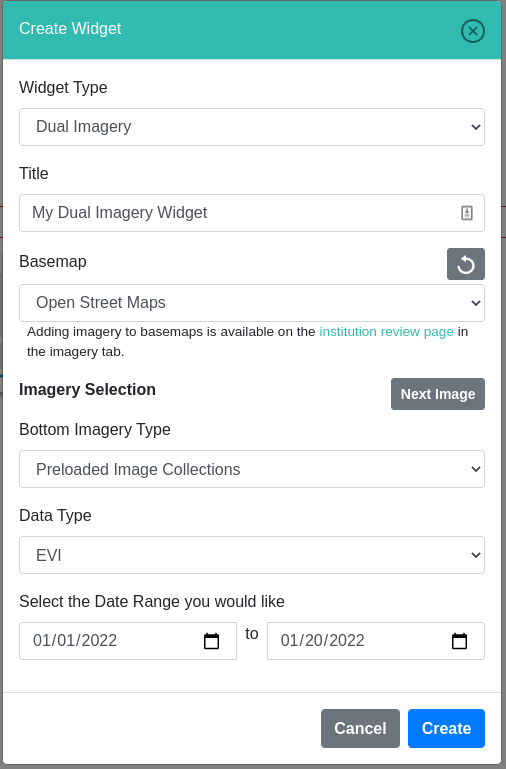 Create Widget
Widget Type
Dual Imagery
Title
My Dual Imagery Widget
Basemap
Open Street Maps
Adding imagery to basemaps is available on the institution review page in
the imagery tab.
Imagery Selection
Next Image
Bottom Imagery Type
Preloaded Image Collections
Data Type
EVI
Select the Date Range you would like
01/01/2022 to 01/20/2022
Cancel Create